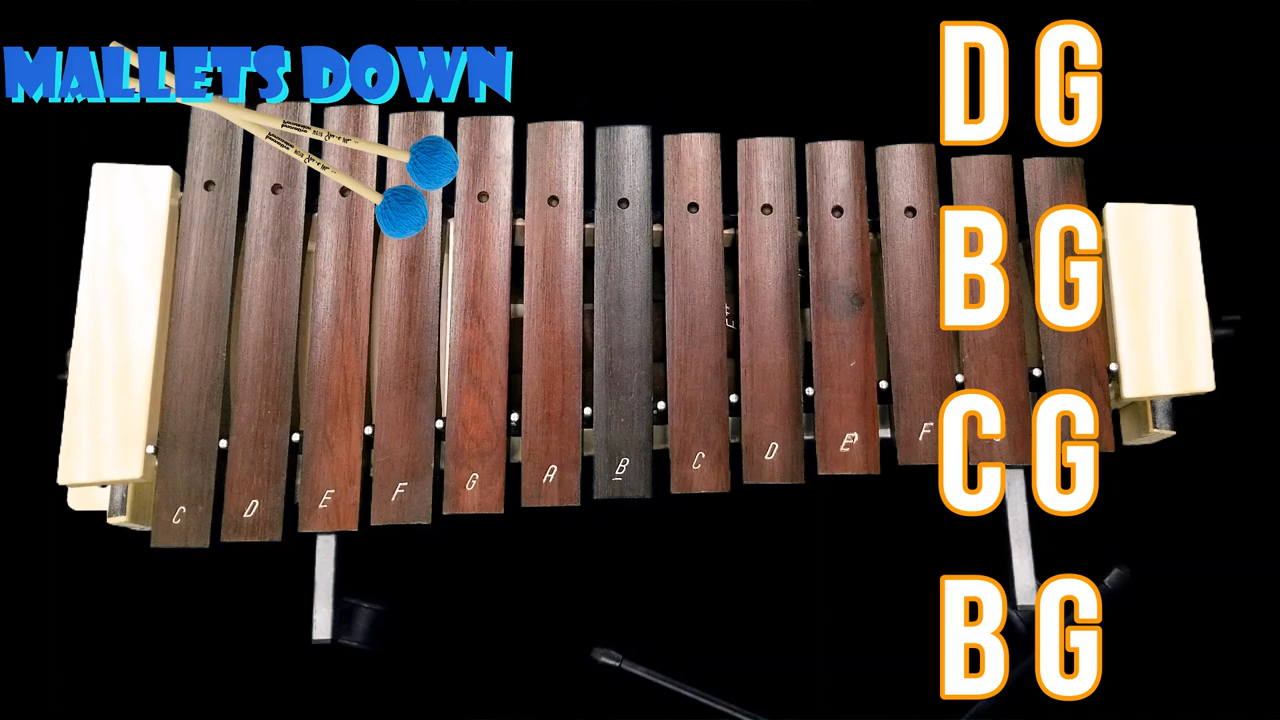 MALLETS DOWN
D G
B G
C G
B G
C D E F G A B C D E F